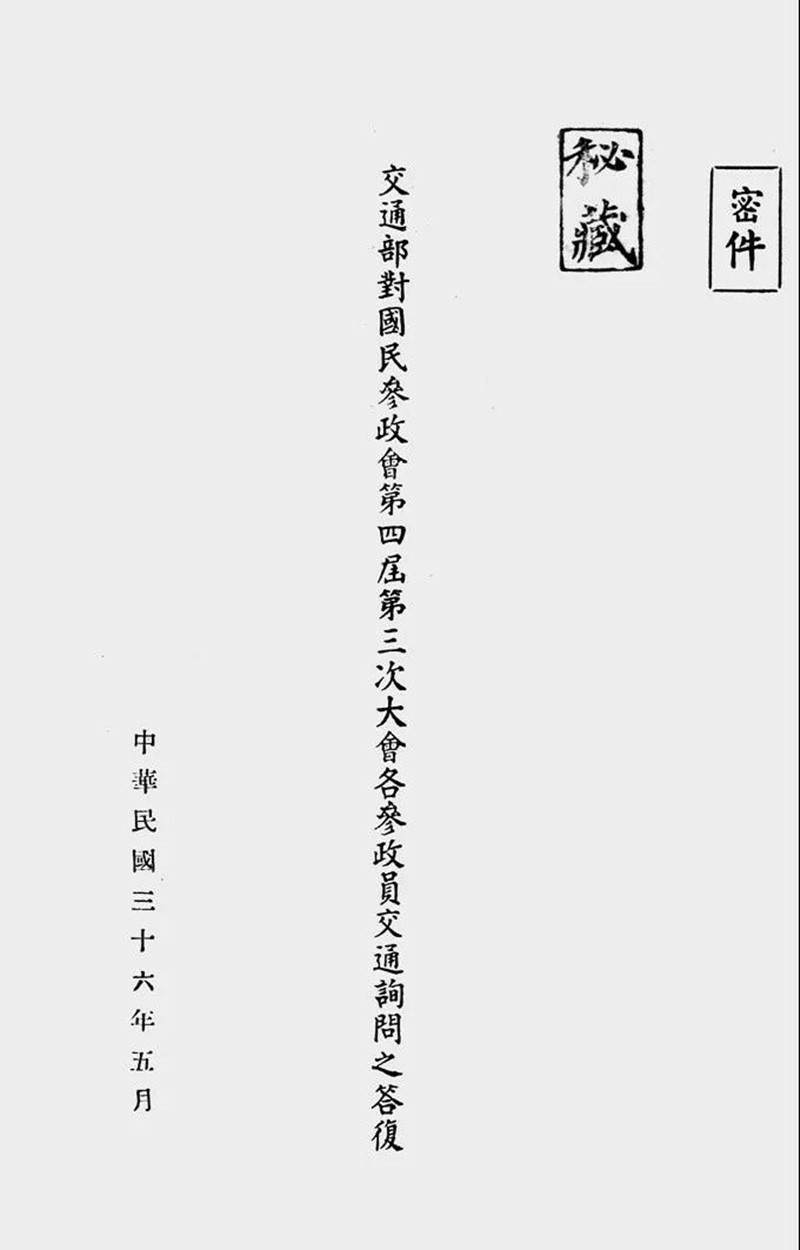 密件
秘藏
交通部對國民參政會第四屆第三次大會各參政員交通詢問之答復
中華民國三十六年五月